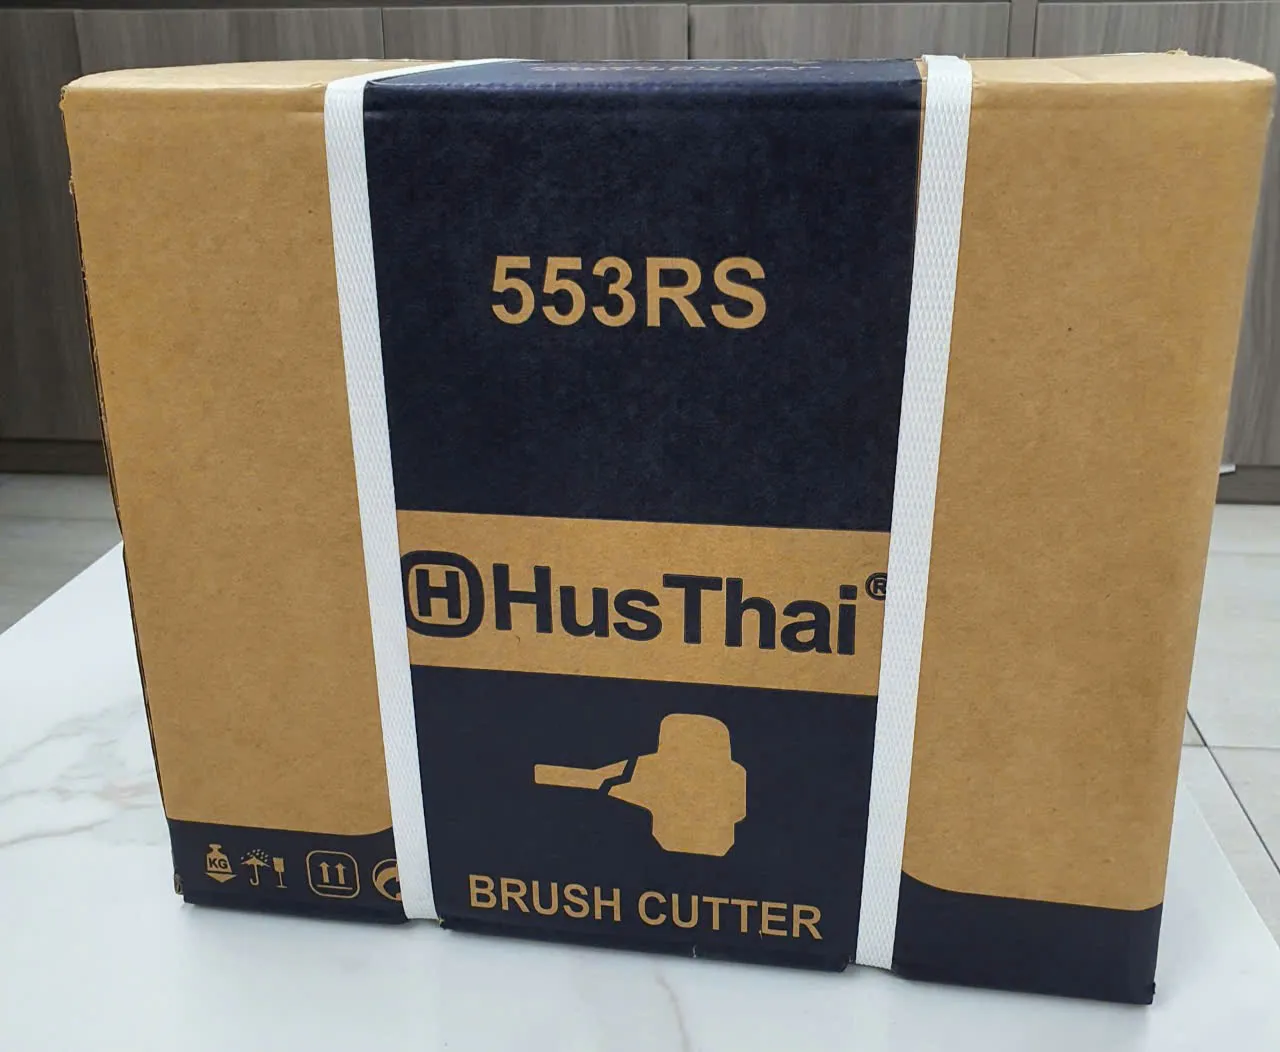 553RS
H HusThai®
BRUSH CUTTER
KG